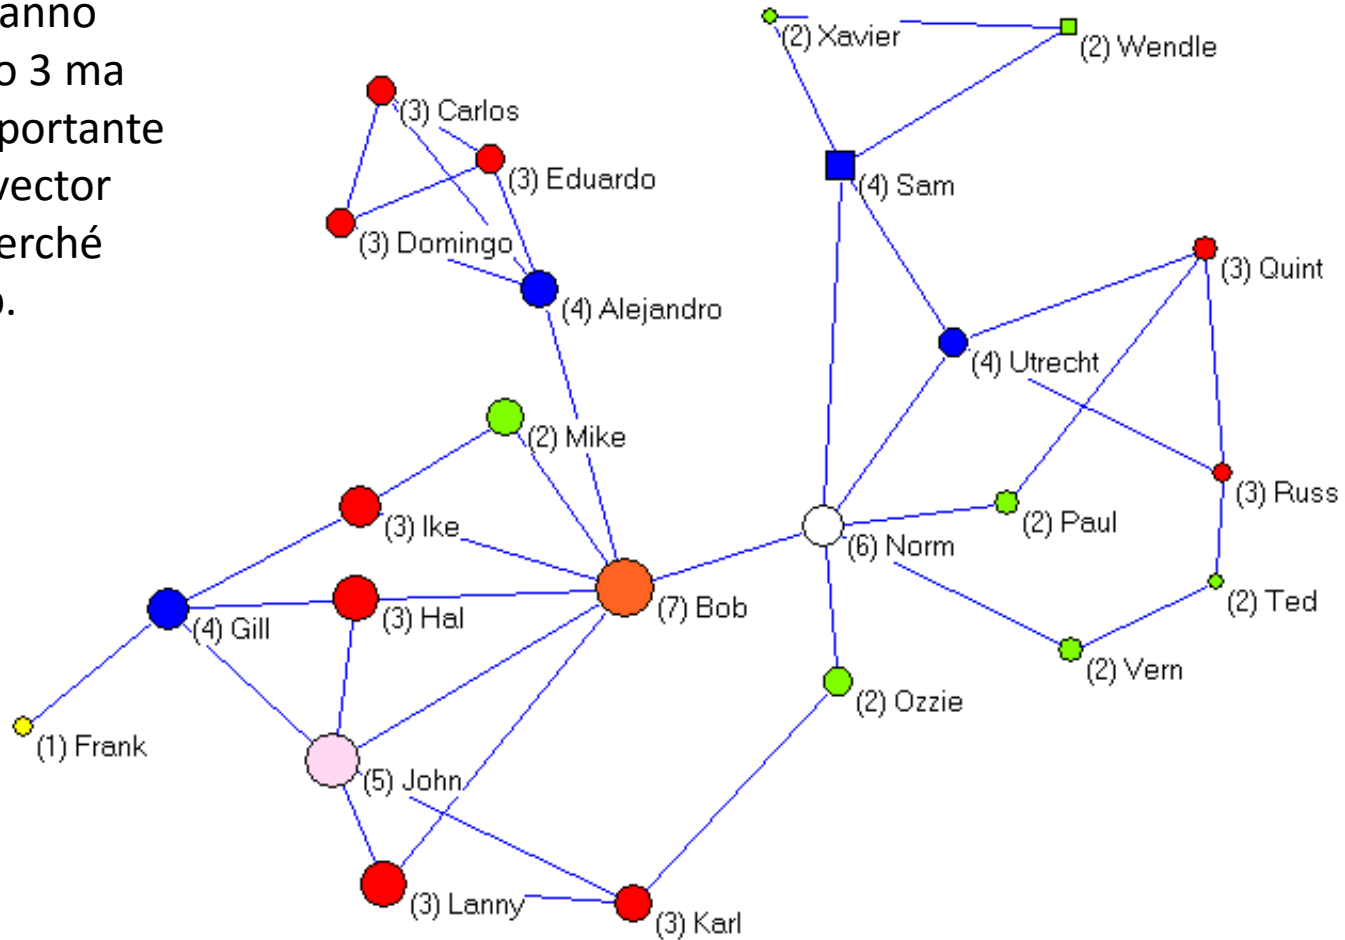 anno
o 3 ma
portante
vector
erché
.
(2) Xavier
(2) Wendle
(3) Carlos
(3) Eduardo
(4) Sam
(3) Domingo
(3) Quint
(4) Alejandro
(4) Utrecht
(2) Mike
(3) Ike
(3) Russ
(2) Paul
(6) Norm
(7) Bob
(3) Hal
(4) Gill
(2) Ted
(2) Vern
(2) Ozzie
(1) Frank
(5) John
(3) Lanny
(3) Karl